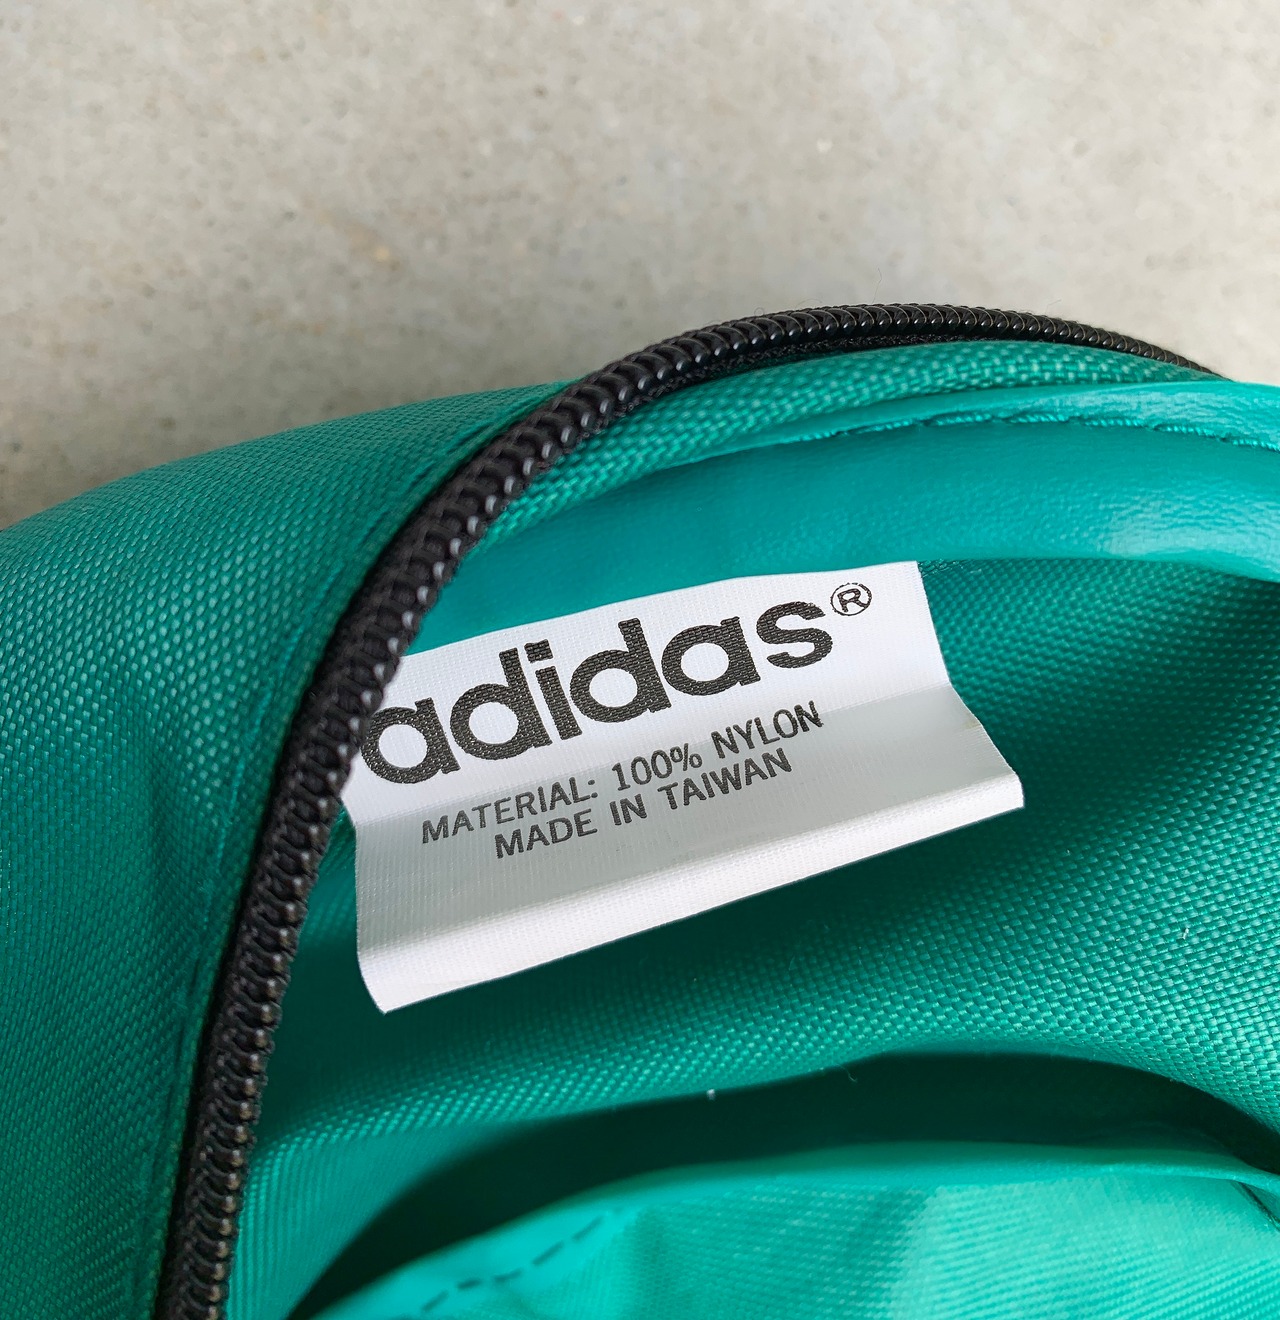 adidas®
MATERIAL: 100% NYLON
MADE IN TAIWAN